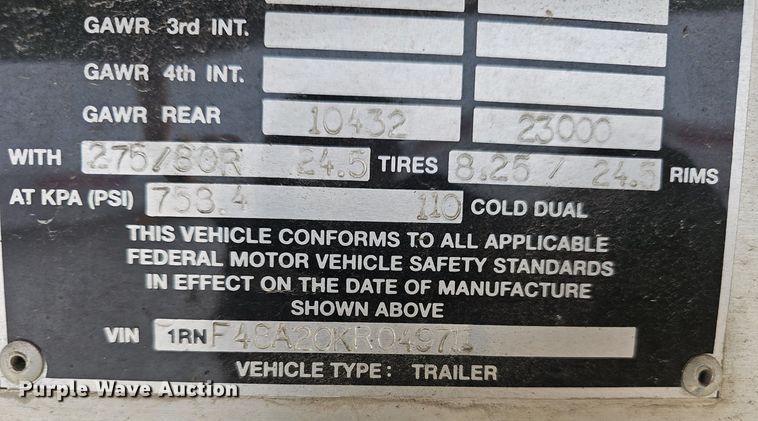 GAWR 3rd INT.
GAWR 4th INT.
GAWR REAR 10432 23000
WITH 275/80R 24.5 TIRES 8.25 / 24.5 RIMS
AT KPA (PSI) 758.4 110 COLD DUAL
THIS VEHICLE CONFORMS TO ALL APPLICABLE
FEDERAL MOTOR VEHICLE SAFETY STANDARDS
IN EFFECT ON THE DATE OF MANUFACTURE
SHOWN ABOVE
VIN 1RN
VEHICLE TYPE: TRAILER
Purple Wave Auction